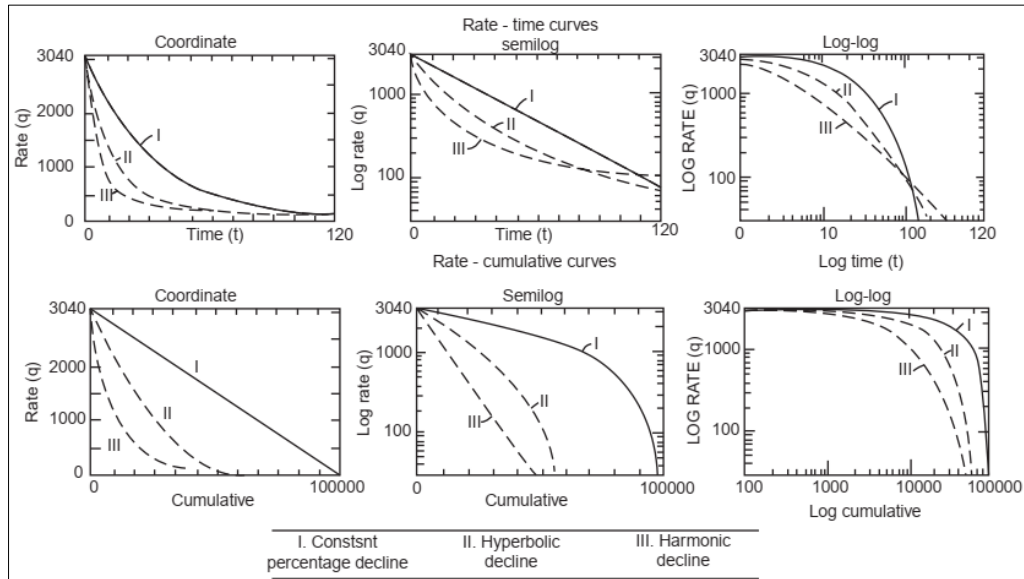 Rate - time curves
Coordinate
semilog
Log-log
3040
2000
1000
0
Rate (q)
I
II
III
0
Time (t)
120
3040
1000
100
Log rate (q)
I
II
III
0
Time (t)
120
3040
1000
100
LOG RATE (q)
I
II
III
0
10
100
120
Log time (t)
Rate - cumulative curves
Coordinate
Semilog
Log-log
3040
2000
1000
0
Rate (q)
I
II
III
0
100000
Cumulative
3040
1000
100
Log rate (q)
I
II
III
0
100000
Cumulative
3040
1000
100
LOG RATE (q)
I
II
III
100
1000
10000
100000
Log cumulative
I. Constsnt
percentage decline
II. Hyperbolic
decline
III. Harmonic
decline